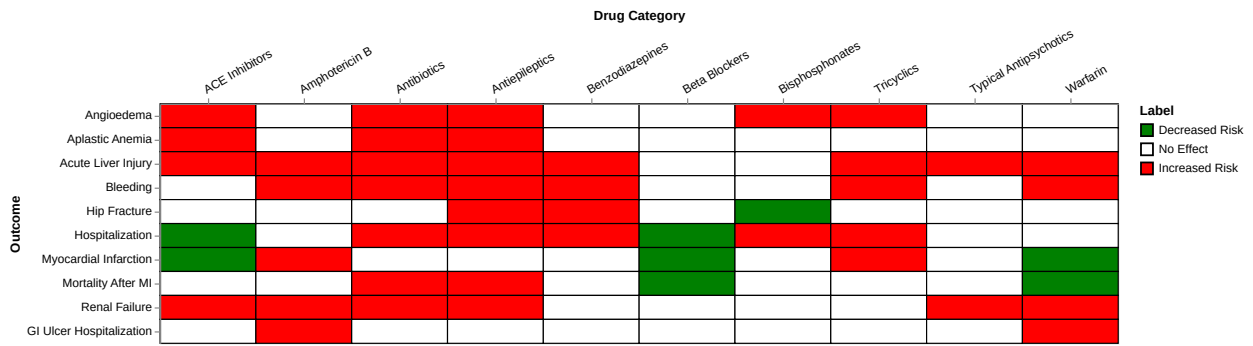 Drug Category
ACE Inhibitors
Amphotericin B
Antibiotics
Antiepileptics
Benzodiazepines
Beta Blockers
Bisphosphonates
Tricyclics
Typical Antipsychotics
Warfarin
Outcome
Angioedema
Aplastic Anemia
Acute Liver Injury
Bleeding
Hip Fracture
Hospitalization
Myocardial Infarction
Mortality After MI
Renal Failure
GI Ulcer Hospitalization
Label
Decreased Risk
No Effect
Increased Risk